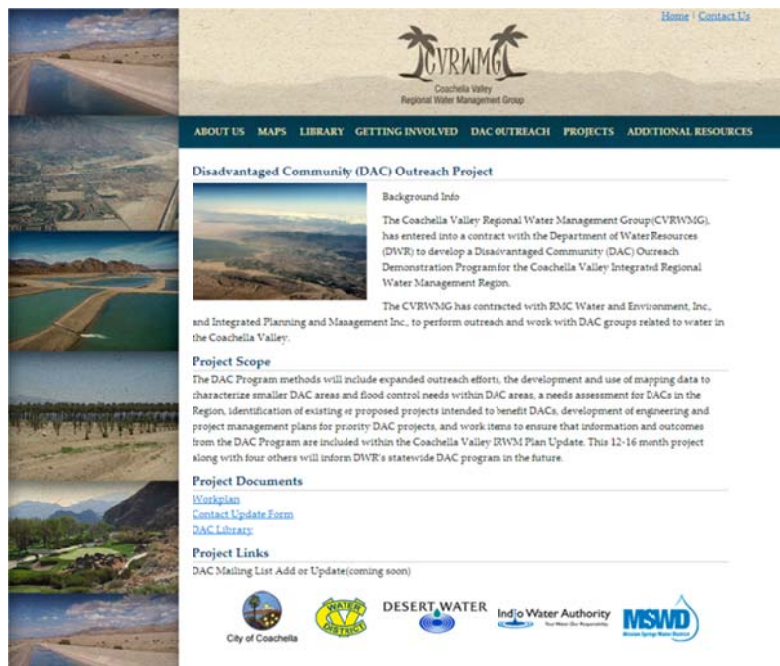 Home | Contact Us
CVRWMG
Coachella Valley
Regional Water Management Group
ABOUT US MAPS LIBRARY GETTING INVOLVED DAC OUTREACH PROJECTS ADDITIONAL RESOURCES
Disadvantaged Community (DAC) Outreach Project
Background Info
The Coachella Valley Regional Water Management Group(CVRWMG),
has entered into a contract with the Department of WaterResources
(DWR) to develop a Disadvantaged Community (DAC) Outreach
Demonstration Programfor the Coachella Valley Integrated Regional
Water Management Region.
The CVRWMG has contracted with RMC Water and Environment, Inc.,
and Integrated Planning and Management Inc., to perform outreach and work with DAC groups related to water in
the Coachella Valley.
Project Scope
The DAC Program methods will include expanded outreach efforts, the development and use of mapping data to
characterize smaller DAC areas and flood control needs within DAC areas, a needs assessment for DACs in the
Region, identification of existing or proposed projects intended to benefit DACs, development of engineering and
project management plans for priority DAC projects, and work items to ensure that information and outcomes
from the DAC Program are included within the Coachella Valley IRWM Plan Update. This 12-16 month project
along with four others will inform DWR's statewide DAC program in the future.
Project Documents
Workplan
Contact Update Form
DAC Library
Project Links
DAC Mailing List Add or Update(coming soon)
City of Coachella
WATER
DISTRICT
DESERT WATER
Indio Water Authority
Your Water. Our Responsibility.
MSWD
Mission Springs Water District